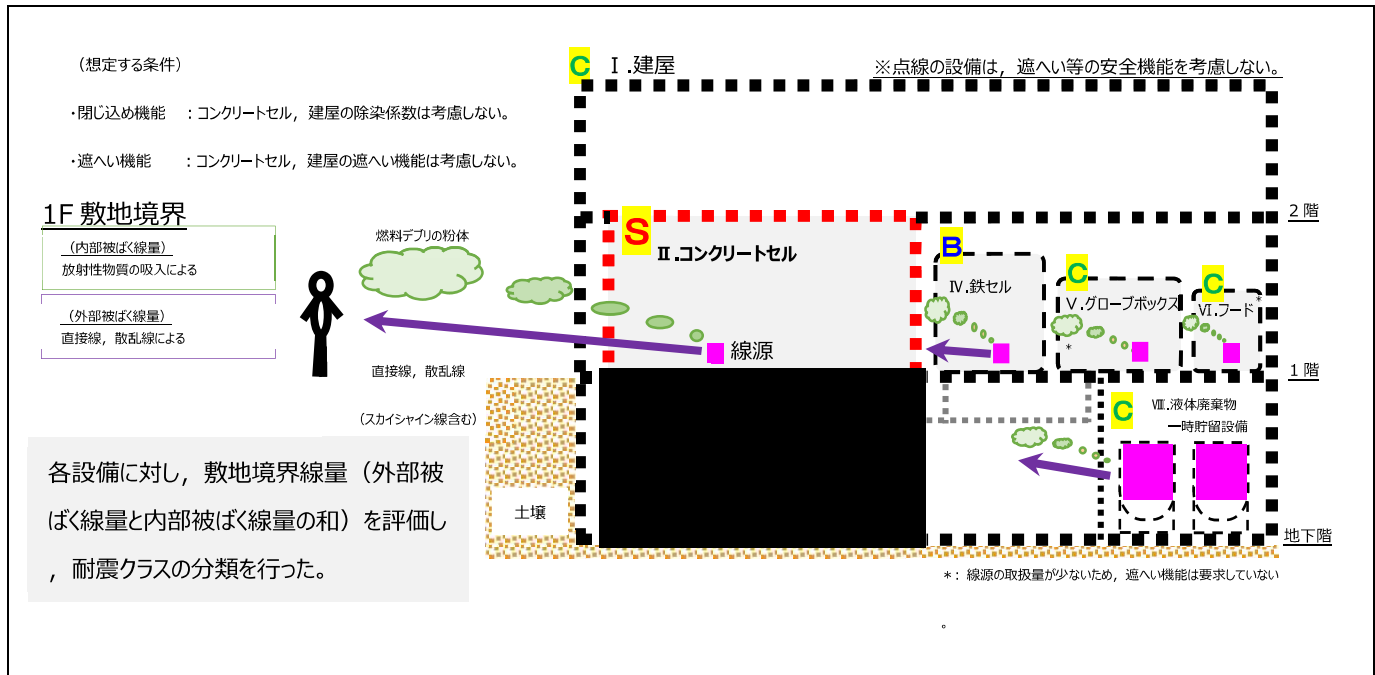 (想定する条件)
・閉じ込め機能 :コンクリートセル,建屋の除染係数は考慮しない。
・遮へい機能 :コンクリートセル,建屋の遮へい機能は考慮しない。
C Ⅰ.建屋
※点線の設備は,遮へい等の安全機能を考慮しない。
1F 敷地境界
(内部被ばく線量)
放射性物質の吸入による
(外部被ばく線量)
直接線,散乱線による
燃料デブリの粉体
直接線,散乱線
(スカイシャイン線含む)
S
Ⅱ.コンクリートセル
線源
2階
B
Ⅳ.鉄セル
C
Ⅴ.グローブボックス
*
C
Ⅵ.フード
*
1階
C
Ⅷ.液体廃棄物
一時貯留設備
地下階
土壌
各設備に対し,敷地境界線量(外部被
ばく線量と内部被ばく線量の和)を評価し
,耐震クラスの分類を行った。
*:線源の取扱量が少ないため,遮へい機能は要求していない
。